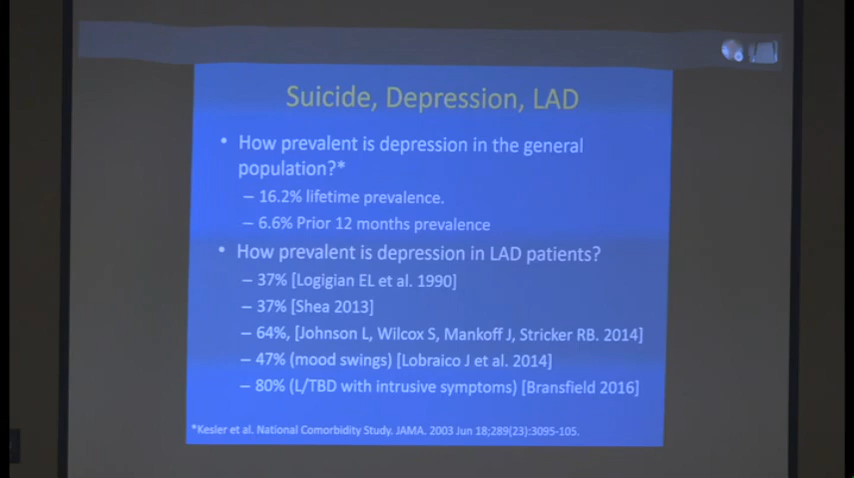 Suicide, Depression, LAD
• How prevalent is depression in the general
population?*
– 16.2% lifetime prevalence.
– 6.6% Prior 12 months prevalence
• How prevalent is depression in LAD patients?
– 37% [Logigian EL et al. 1990]
– 37% [Shea 2013]
– 64%, [Johnson L, Wilcox S, Mankoff J, Stricker RB. 2014]
– 47% (mood swings) [Lobraico J et al. 2014]
– 80% (L/TBD with intrusive symptoms) [Bransfield 2016]
*Kesler et al. National Comorbidity Study. JAMA. 2003 Jun 18;289(23):3095-105.